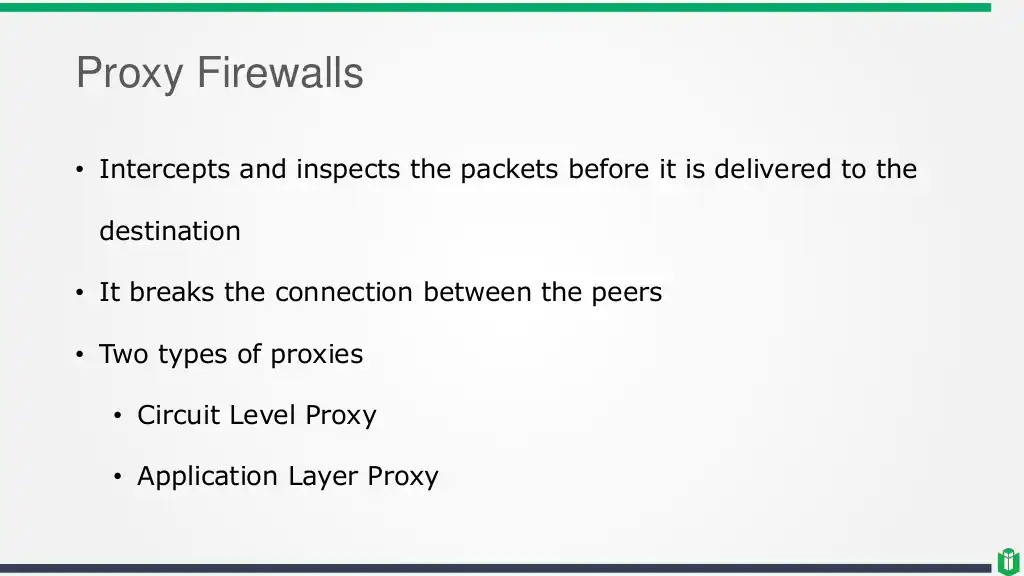 Proxy Firewalls
• Intercepts and inspects the packets before it is delivered to the
destination
• It breaks the connection between the peers
• Two types of proxies
• Circuit Level Proxy
• Application Layer Proxy